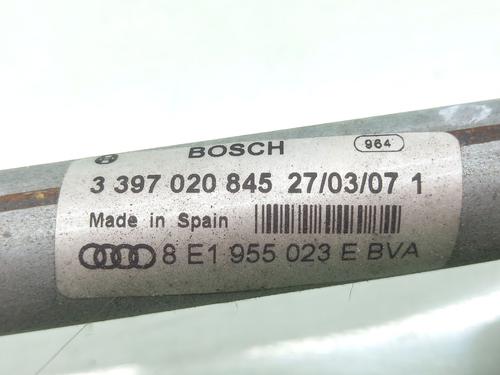 BOSCH 964
3 397 020 845 27/03/07 1
Made in Spain
8 E1 955 023 E BVA